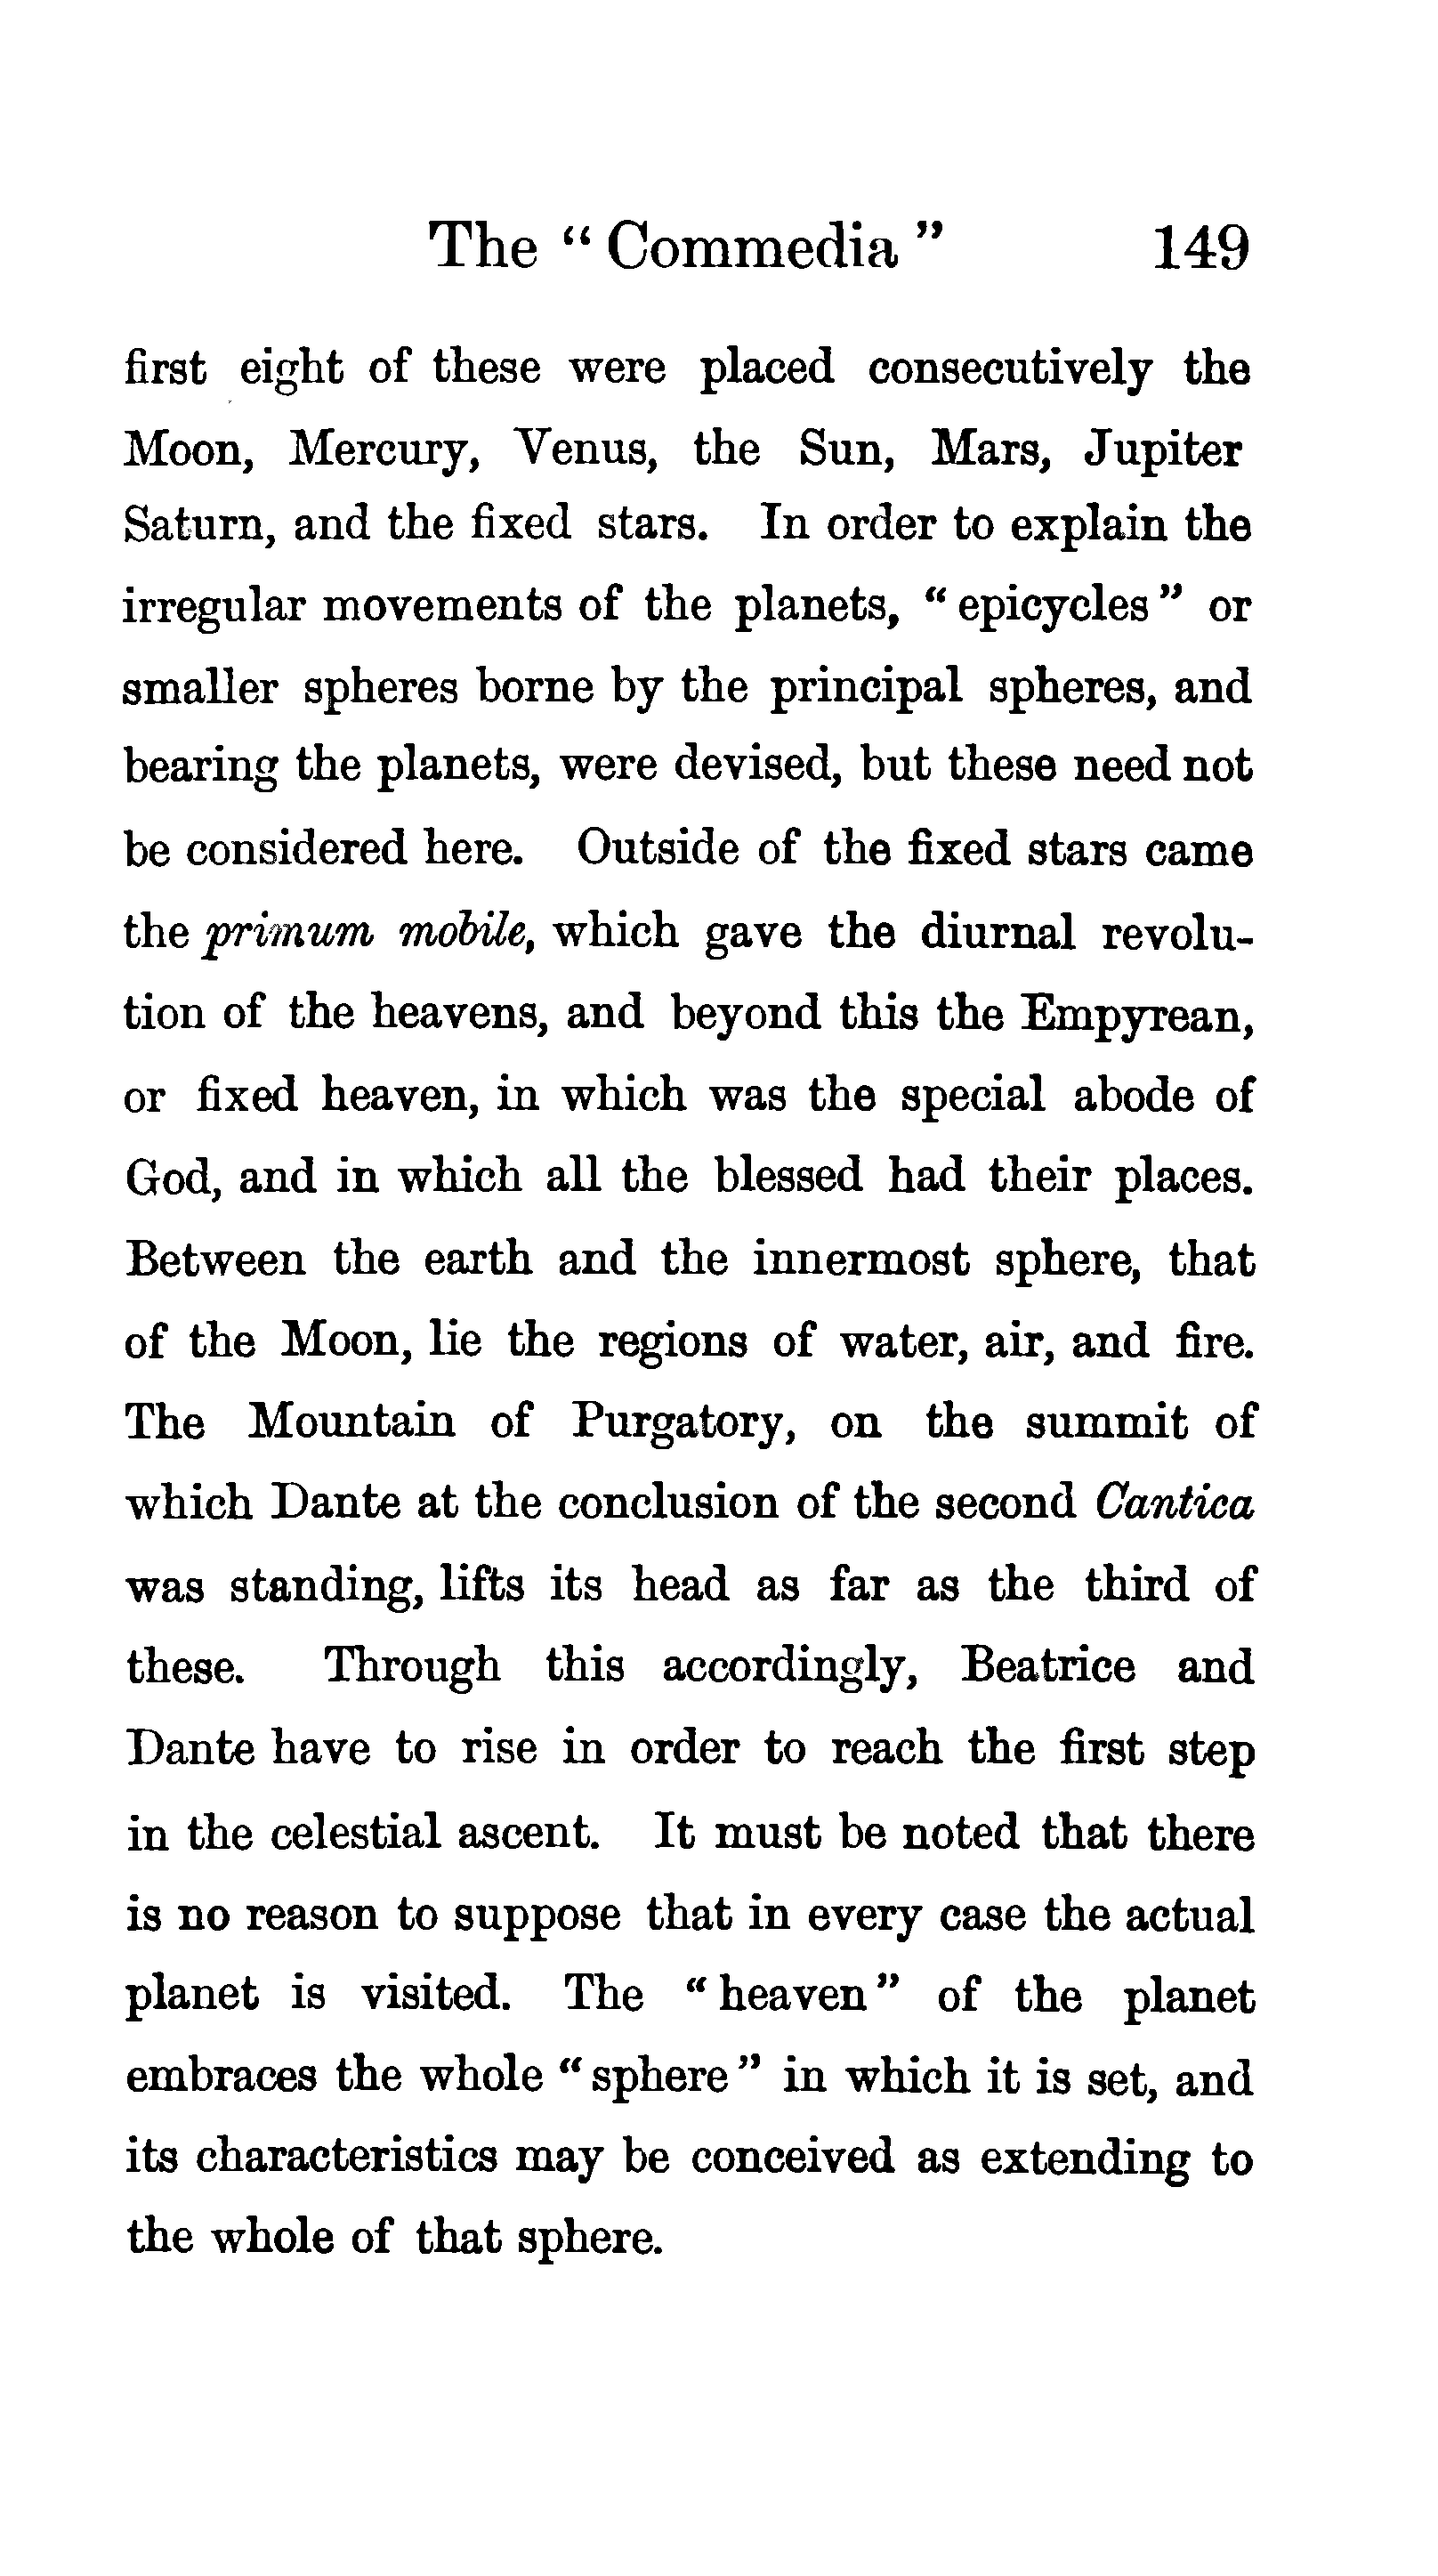 The “ Commedia ” 149
first eight of these were placed consecutively the
Moon, Mercury, Venus, the Sun, Mars, Jupiter
Saturn, and the fixed stars. In order to explain the
irregular movements of the planets, “ epicycles ” or
smaller spheres borne by the principal spheres, and
bearing the planets, were devised, but these need not
be considered here. Outside of the fixed stars came
the primum mobile, which gave the diurnal revolu-
tion of the heavens, and beyond this the Empyrean,
or fixed heaven, in which was the special abode of
God, and in which all the blessed had their places.
Between the earth and the innermost sphere, that
of the Moon, lie the regions of water, air, and fire.
The Mountain of Purgatory, on the summit of
which Dante at the conclusion of the second Cantica
was standing, lifts its head as far as the third of
these. Through this accordingly, Beatrice and
Dante have to rise in order to reach the first step
in the celestial ascent. It must be noted that there
is no reason to suppose that in every case the actual
planet is visited. The “ heaven ” of the planet
embraces the whole “ sphere ” in which it is set, and
its characteristics may be conceived as extending to
the whole of that sphere.